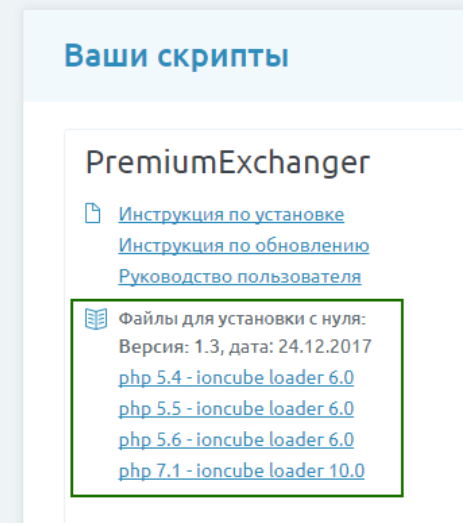 Ваши скрипты
PremiumExchanger
Инструкция по установке
Инструкция по обновлению
Руководство пользователя
Файлы для установки с нуля:
Версия: 1.3, дата: 24.12.2017
php 5.4 - ioncube loader 6.0
php 5.5 - ioncube loader 6.0
php 5.6 - ioncube loader 6.0
php 7.1 - ioncube loader 10.0